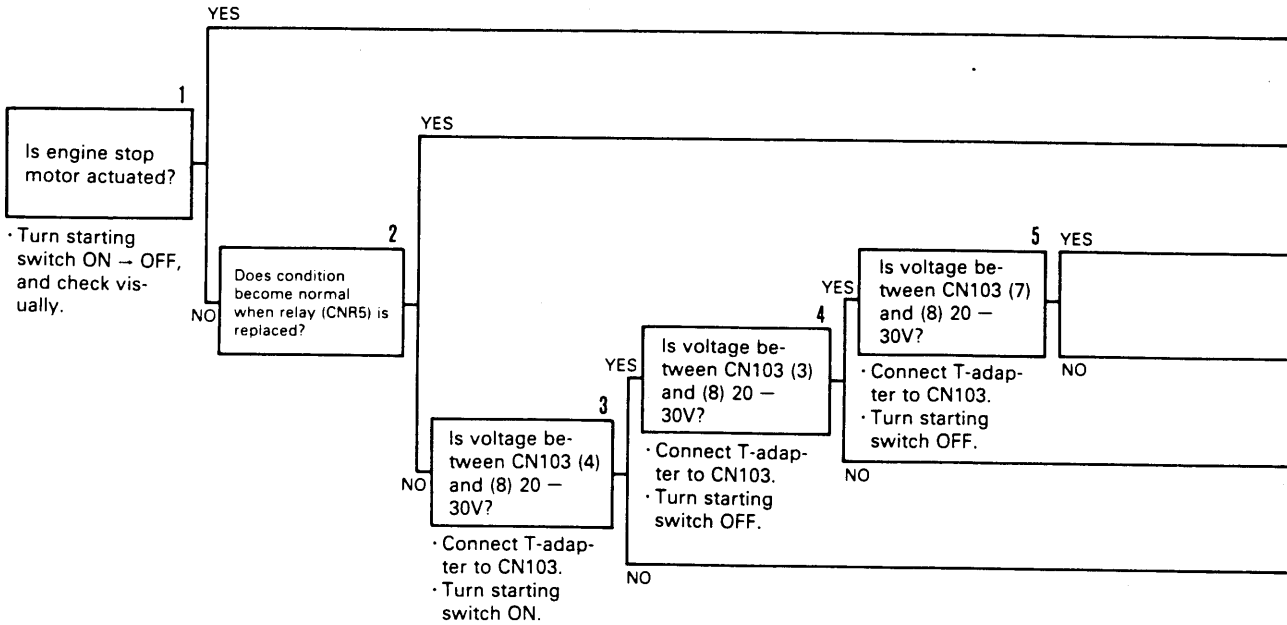 YES
1
Is engine stop
motor actuated?
· Turn starting
switch ON → OFF,
and check vis-
ually.
NO
YES
2
Does condition
become normal
when relay (CNR5) is
replaced?
NO
3
Is voltage be-
tween CN103 (4)
and (8) 20 –
30V?
· Connect T-adap-
ter to CN103.
· Turn starting
switch ON.
YES
4
Is voltage be-
tween CN103 (3)
and (8) 20 –
30V?
· Connect T-adap-
ter to CN103.
· Turn starting
switch OFF.
YES
5
Is voltage be-
tween CN103 (7)
and (8) 20 –
30V?
· Connect T-adap-
ter to CN103.
· Turn starting
switch OFF.
YES
NO
NO
NO